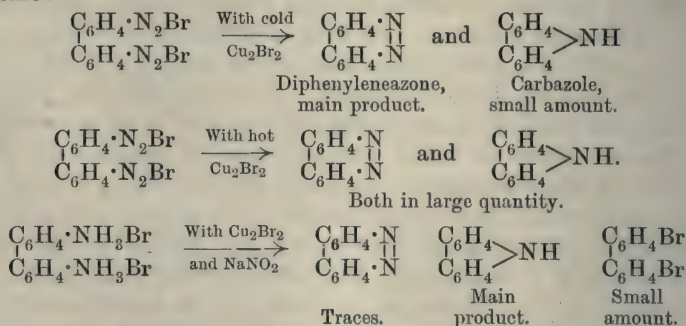 C₆H₄·N₂Br With cold C₆H₄·N and C₆H₄>NH
C₆H₄·N₂Br Cu₂Br₂ C₆H₄·N C₆H₄
Diphenyleneazone, Carbazole,
main product. small amount.
C₆H₄·N₂Br With hot C₆H₄·N and C₆H₄>NH.
C₆H₄·N₂Br Cu₂Br₂ C₆H₄·N C₆H₄
Both in large quantity.
C₆H₄·NH₃Br With Cu₂Br₂ C₆H₄·N C₆H₄>NH C₆H₄Br
C₆H₄·NH₃Br and NaNO₂ C₆H₄·N C₆H₄ C₆H₄Br
Main Small
Traces. product. amount.